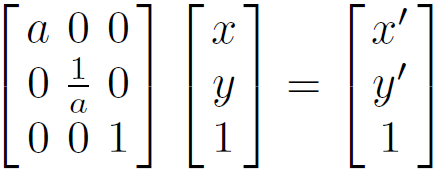 [a 0 0] [x] [x′]
[0 1/a 0] [y] = [y′]
[0 0 1] [1] [1]